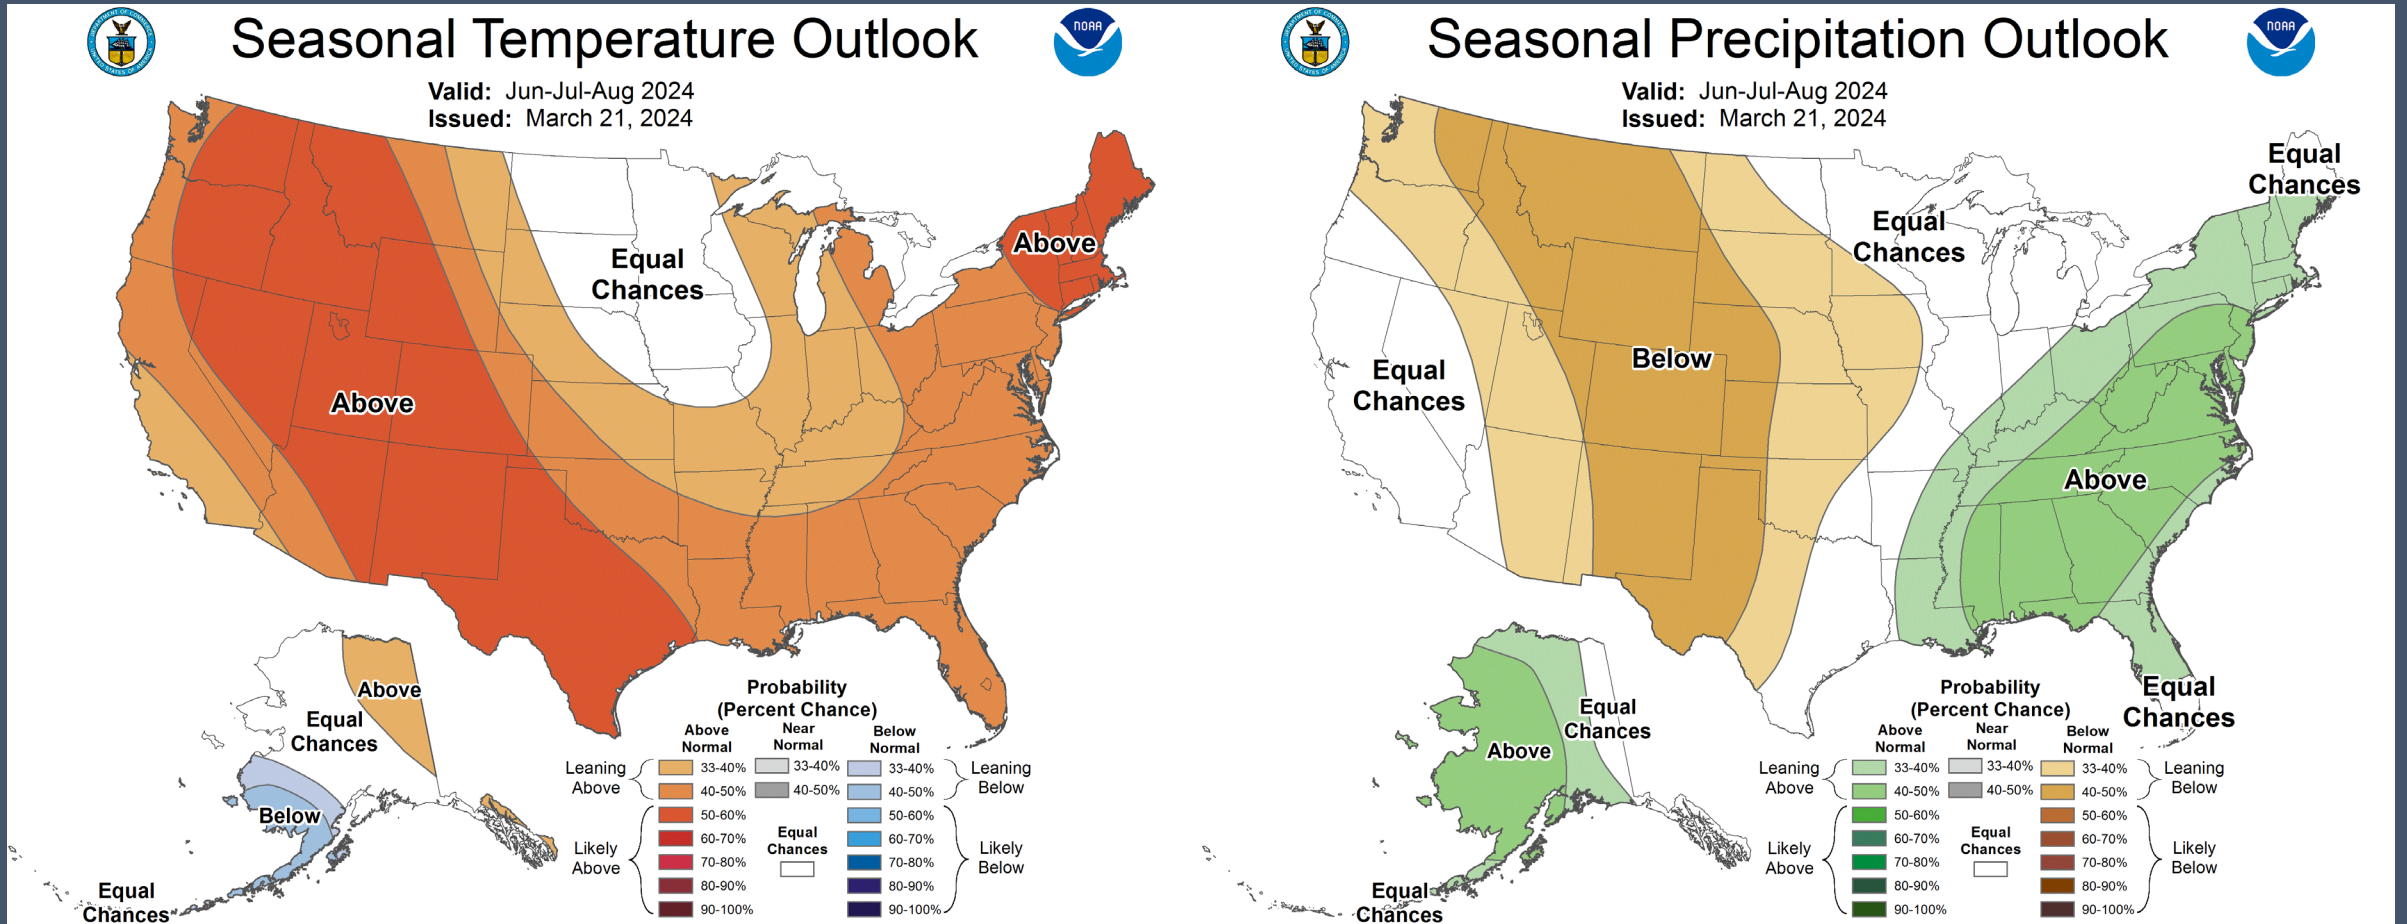 Seasonal Temperature Outlook
NOAA
Valid: Jun-Jul-Aug 2024
Issued: March 21, 2024
Equal
Chances
Above
Above
Above
Equal
Chances
Below
Equal
Chances
Probability
(Percent Chance)
Above
Normal
Near
Normal
Below
Normal
Leaning
Above
33-40%
33-40%
33-40%
Leaning
Below
40-50%
40-50%
40-50%
50-60%
50-60%
60-70%
Equal
Chances
60-70%
Likely
Above
70-80%
70-80%
Likely
Below
80-90%
80-90%
90-100%
90-100%
Seasonal Precipitation Outlook
NOAA
Valid: Jun-Jul-Aug 2024
Issued: March 21, 2024
Equal
Chances
Equal
Chances
Below
Equal
Chances
Above
Equal
Chances
Equal
Chances
Above
Equal
Chances
Probability
(Percent Chance)
Above
Normal
Near
Normal
Below
Normal
Leaning
Above
33-40%
33-40%
33-40%
Leaning
Below
40-50%
40-50%
40-50%
50-60%
50-60%
60-70%
Equal
Chances
60-70%
Likely
Above
70-80%
70-80%
Likely
Below
80-90%
80-90%
90-100%
90-100%